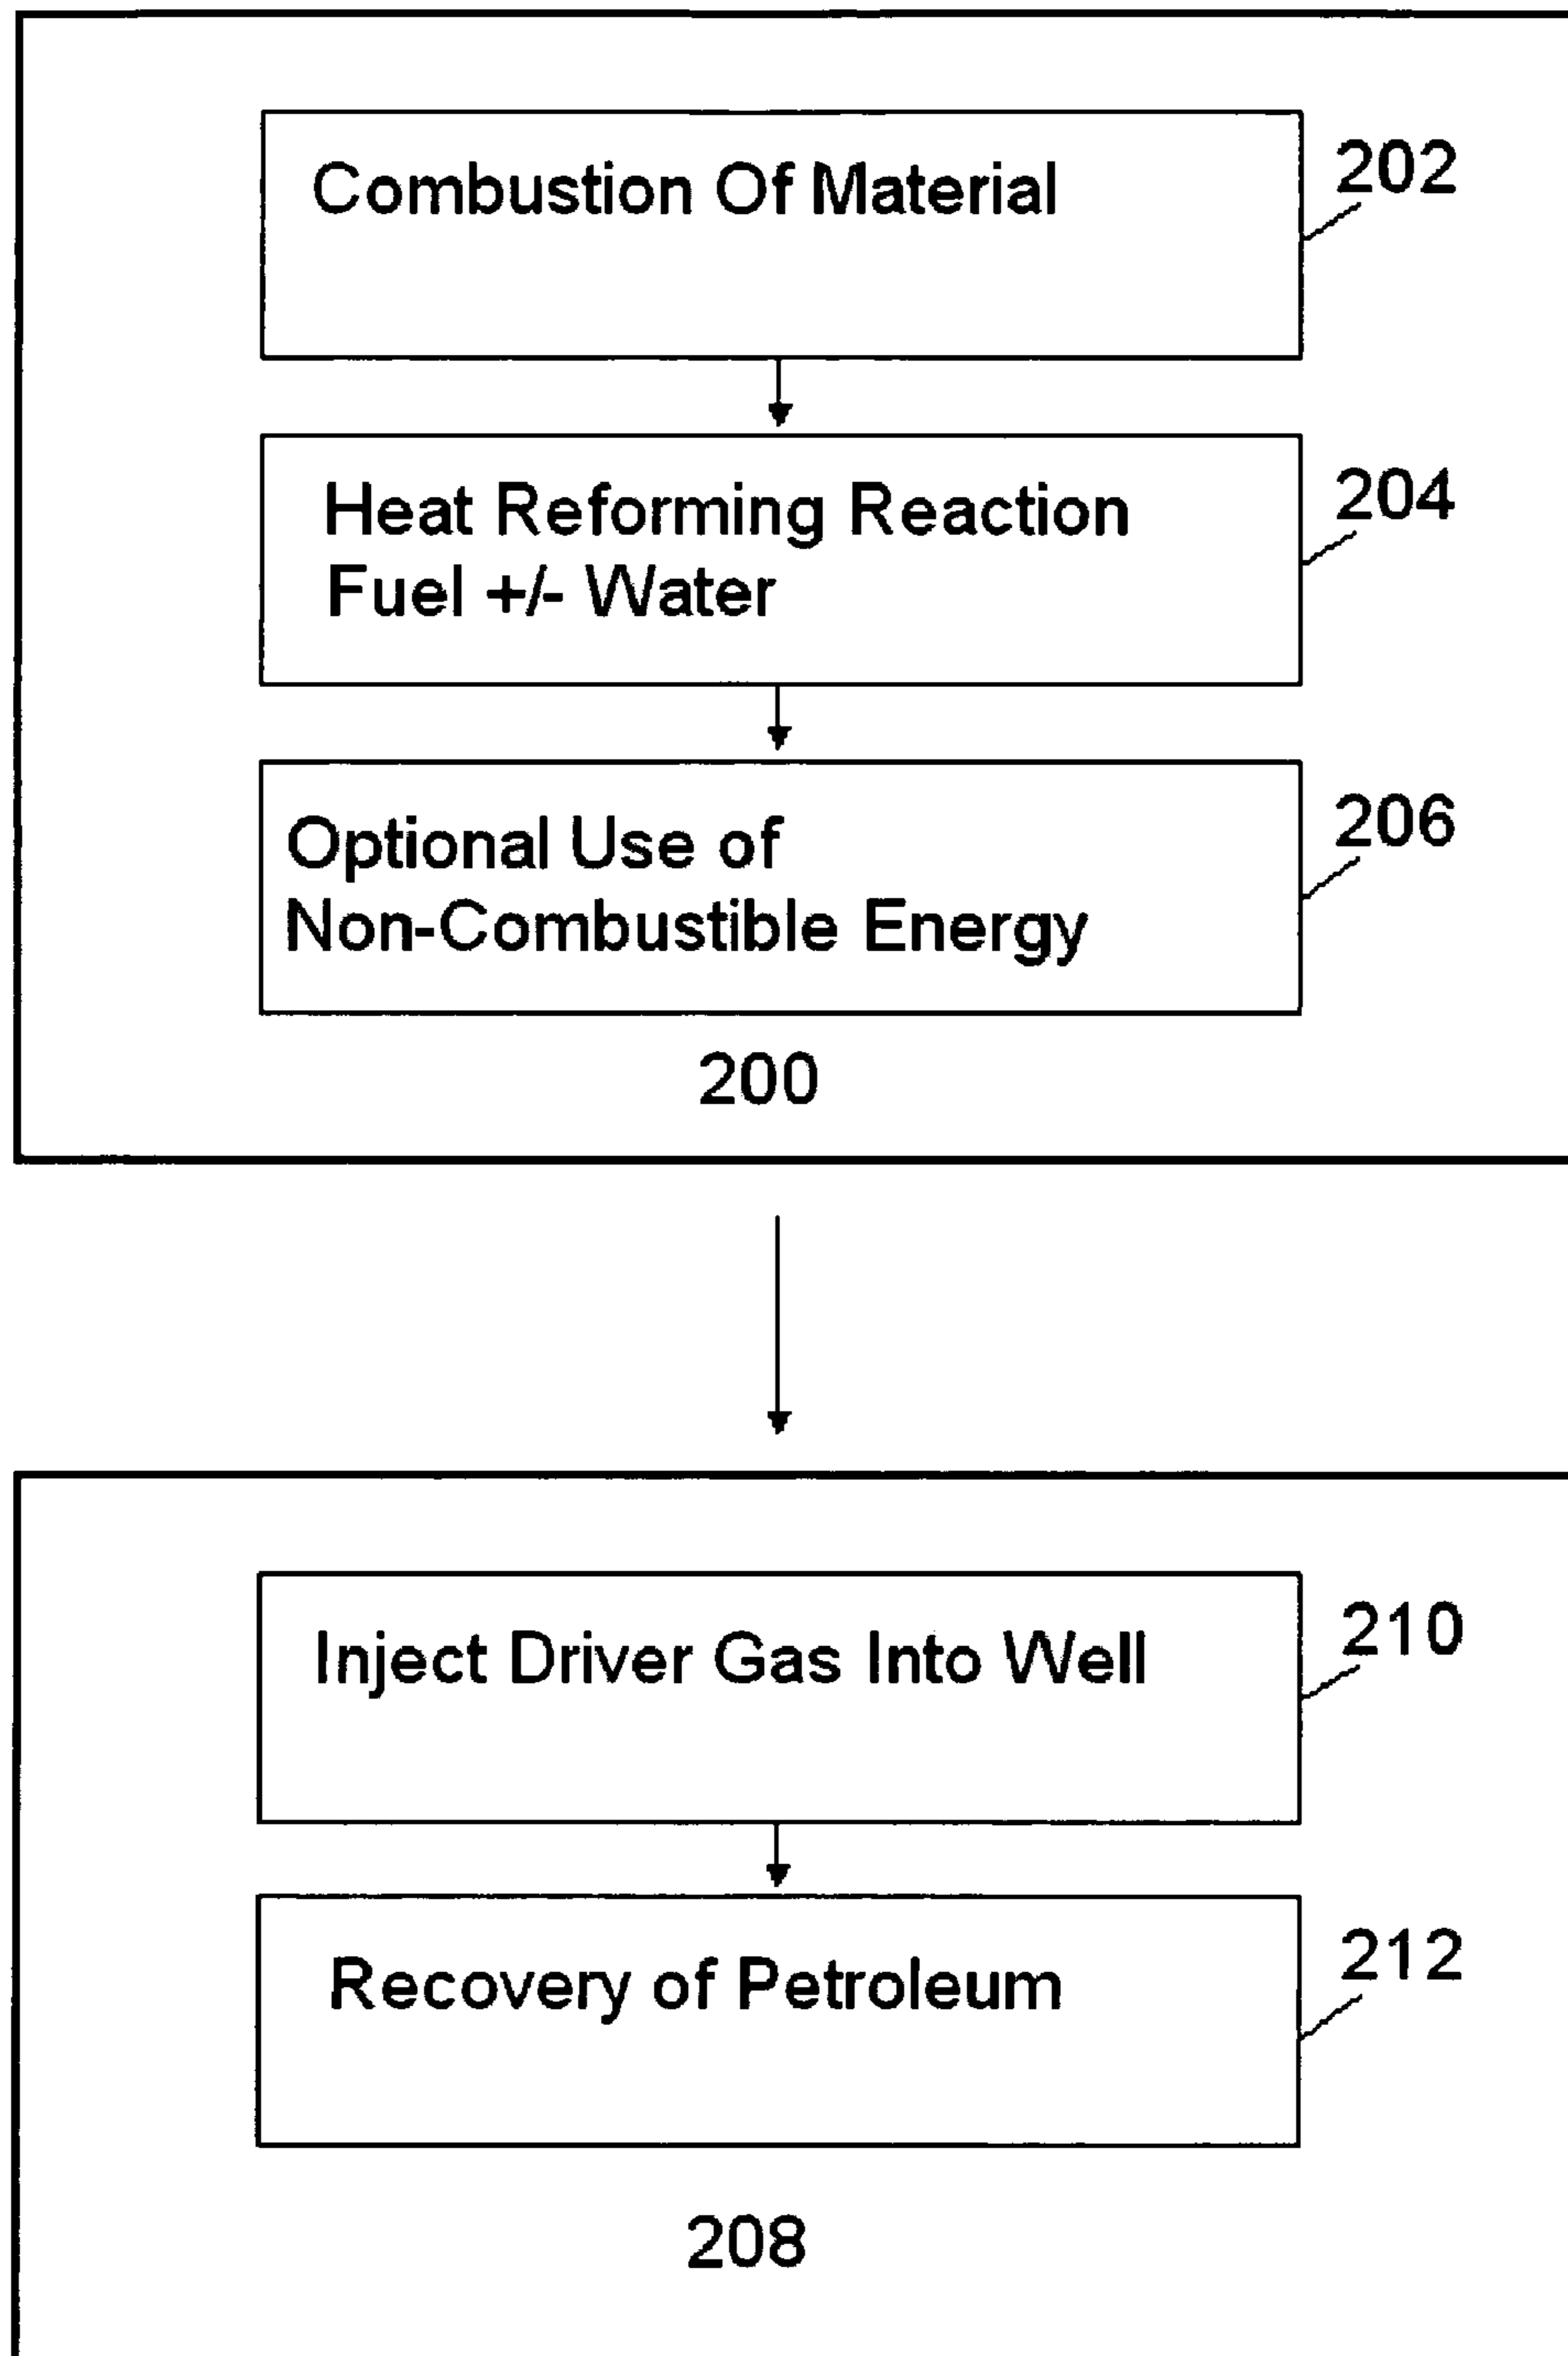 Combustion Of Material
202
Heat Reforming Reaction
Fuel +/- Water
204
Optional Use of
Non-Combustible Energy
206
200
Inject Driver Gas Into Well
210
Recovery of Petroleum
212
208